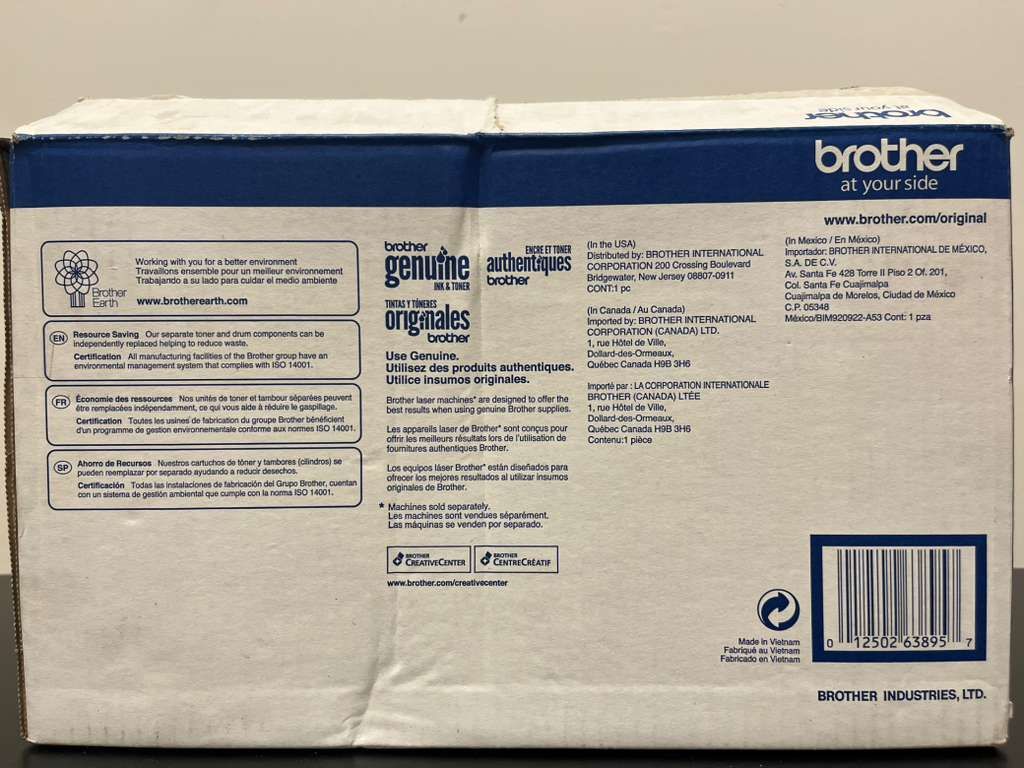 brother
at your side
brother
at your side
www.brother.com/original
Working with you for a better environment
Travaillons ensemble pour un meilleur environnement
Trabajando a su lado para cuidar el medio ambiente
Brother
Earth
www.brotherearth.com
EN
Resource Saving Our separate toner and drum components can be
independently replaced helping to reduce waste.
Certification All manufacturing facilities of the Brother group have an
environmental management system that complies with ISO 14001.
FR
Économie des ressources Nos unités de toner et tambour séparées peuvent
être remplacées indépendamment, ce qui vous aide à réduire le gaspillage.
Certification Toutes les usines de fabrication du groupe Brother bénéficient
d'un programme de gestion environnementale conforme aux normes ISO 14001.
SP
Ahorro de Recursos Nuestros cartuchos de tóner y tambores (cilindros) se
pueden reemplazar por separado ayudando a reducir desechos.
Certificación Todas las instalaciones de fabricación del Grupo Brother, cuentan
con un sistema de gestión ambiental que cumple con la norma ISO 14001.
brother
genuine
INK & TONER
ENCRE ET TONER
authentiques
brother
TINTAS Y TÓNERES
originales
brother
Use Genuine.
Utilisez des produits authentiques.
Utilice insumos originales.
Brother laser machines* are designed to offer the
best results when using genuine Brother supplies.
Les appareils laser de Brother* sont conçus pour
offrir les meilleurs résultats lors de l'utilisation de
fournitures authentiques Brother.
Los equipos láser Brother* están diseñados para
ofrecer los mejores resultados al utilizar insumos
originales de Brother.
* Machines sold separately.
Les machines sont vendues séparément.
Las máquinas se venden por separado.
BROTHER
CREATIVECENTER
BROTHER
CENTRECRÉATIF
www.brother.com/creativecenter
(In the USA)
Distributed by: BROTHER INTERNATIONAL
CORPORATION 200 Crossing Boulevard
Bridgewater, New Jersey 08807-0911
CONT:1 pc
(In Canada / Au Canada)
Imported by: BROTHER INTERNATIONAL
CORPORATION (CANADA) LTD.
1, rue Hôtel de Ville,
Dollard-des-Ormeaux,
Québec Canada H9B 3H6
Importé par : LA CORPORATION INTERNATIONALE
BROTHER (CANADA) LTÉE
1, rue Hôtel de Ville,
Dollard-des-Ormeaux,
Québec Canada H9B 3H6
Contenu:1 pièce
(In Mexico / En México)
Importador: BROTHER INTERNATIONAL DE MÉXICO,
S.A. DE C.V.
Av. Santa Fe 428 Torre II Piso 2 Of. 201,
Col. Santa Fe Cuajimalpa
Cuajimalpa de Morelos, Ciudad de México
C.P. 05348
México/BIM920922-A53 Cont: 1 pza
Made in Vietnam
Fabriqué au Vietnam
Fabricado en Vietnam
0 12502 63895 7
BROTHER INDUSTRIES, LTD.